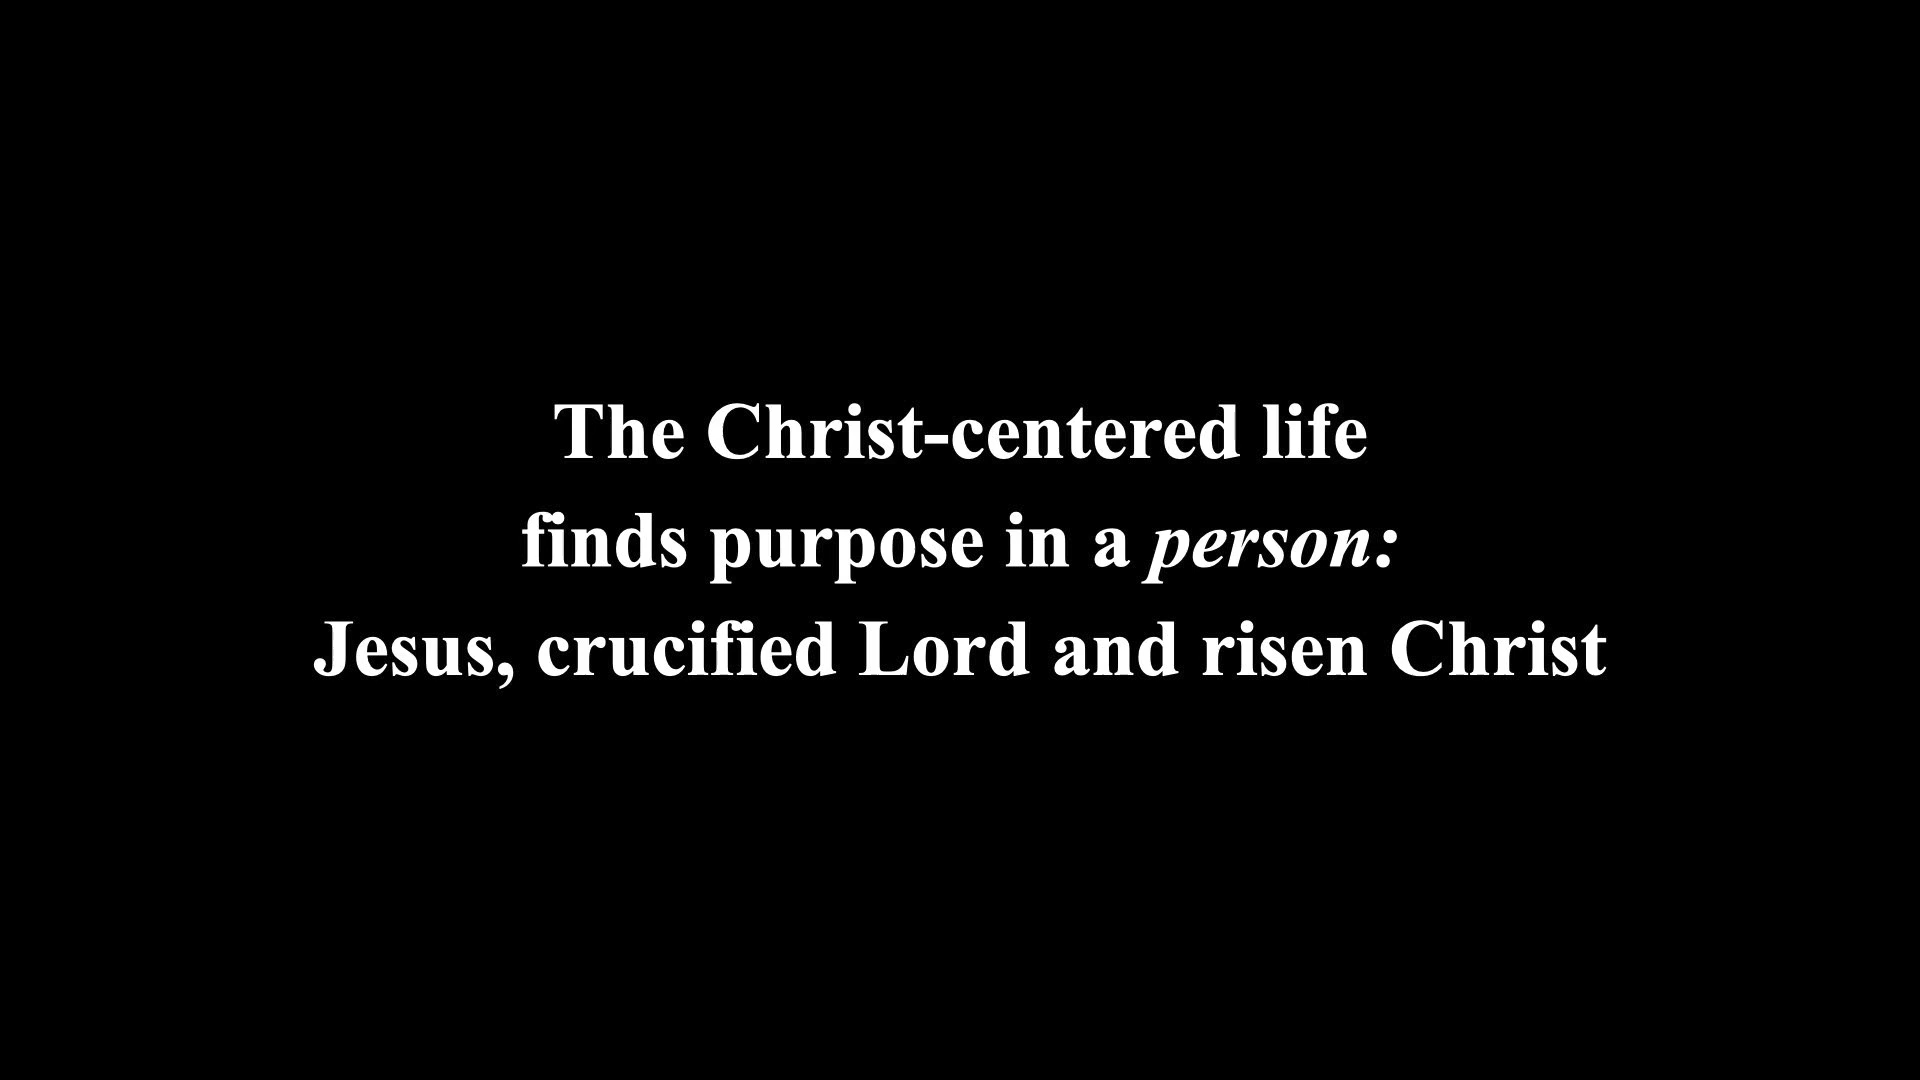 The Christ-centered life
finds purpose in a person:
Jesus, crucified Lord and risen Christ